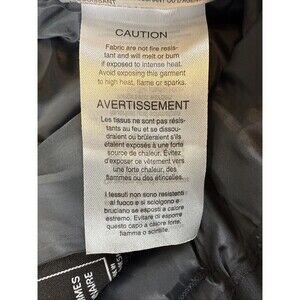 CAUTION
Fabric are not fire resis-
tant and will melt or burn
if exposed to intense heat.
Avoid exposing this garment
to high heat, flame or sparks.
AVERTISSEMENT
Les tissus ne sont pas résis-
tants au feu et se dissou-
draient ou brûleraient s'ils
étaient exposés à une forte
source de chaleur. Évitez
d'exposer ce vêtement vers
une forte chaleur, des
flammes ou des étincelles.
I tessuti non sono resistenti
al fuoco e si sciolgono e
bruciano se esposti a calore
estremo. Evitare di esporre
questo capo a calore estremo,
fiamme o scintille.